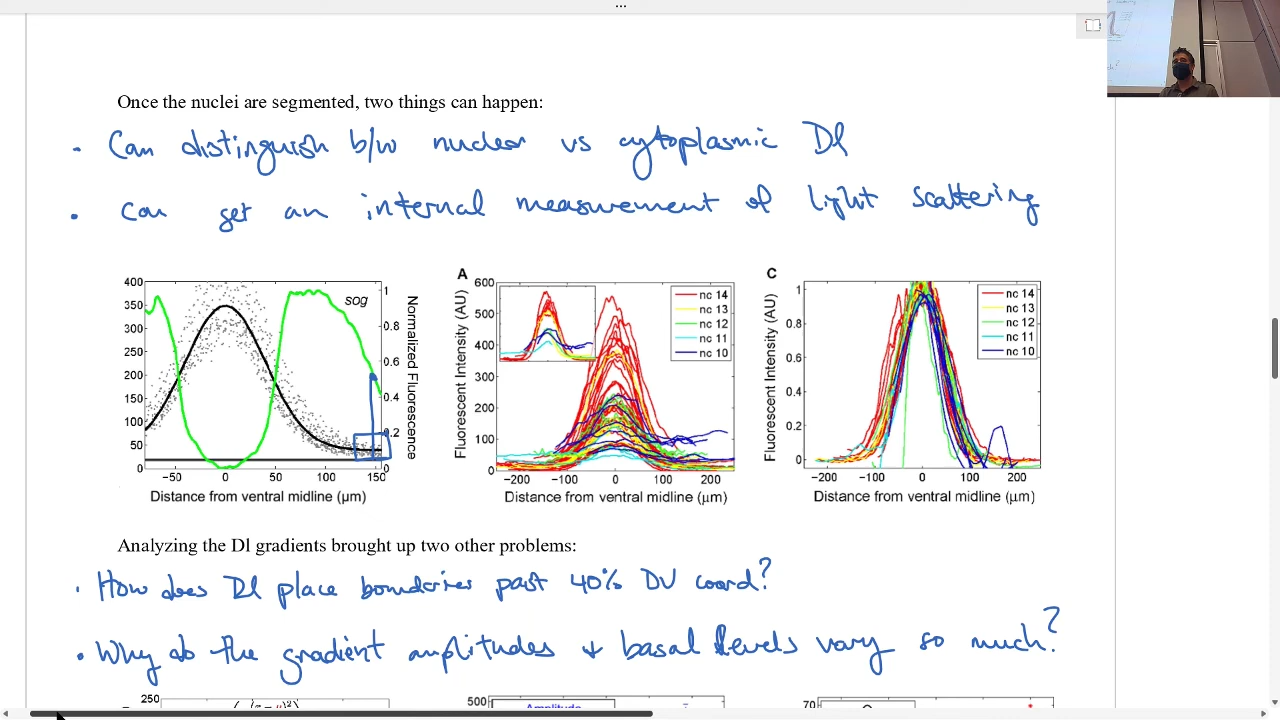 Once the nuclei are segmented, two things can happen:
• Can distinguish b/w nuclear vs cytoplasmic Dl
• Can get an internal measurement of light scattering
400
350
300
250
200
150
100
50
0
sog
1
0.8
0.6
0.4
0.2
0
Normalized Fluorescence
−50 0 50 100 150
Distance from ventral midline (μm)
A
600
500
400
300
200
100
0
Fluorescent Intensity (AU)
nc 14
nc 13
nc 12
nc 11
nc 10
−200 −100 0 100 200
Distance from ventral midline (μm)
C
1
0.8
0.6
0.4
0.2
0
Fluorescent Intensity (AU)
nc 14
nc 13
nc 12
nc 11
nc 10
−200 −100 0 100 200
Distance from ventral midline (μm)
Analyzing the Dl gradients brought up two other problems:
• How does Dl place boundaries past 40% DV coord?
• Why do the gradient amplitudes + basal levels vary so much?
250
500
Amplitude
70